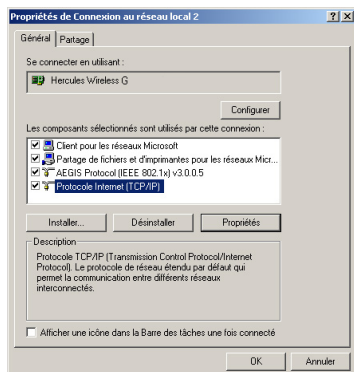 Propriétés de Connexion au réseau local 2
Général
Partage
Se connecter en utilisant :
Hercules Wireless G
Configurer
Les composants sélectionnés sont utilisés par cette connexion :
Client pour les réseaux Microsoft
Partage de fichiers et d'imprimantes pour les réseaux Micr...
AEGIS Protocol (IEEE 802.1x) v3.0.0.5
Protocole Internet (TCP/IP)
Installer...
Désinstaller
Propriétés
Description
Protocole TCP/IP (Transmission Control Protocol/Internet
Protocol). Le protocole de réseau étendu par défaut qui
permet la communication entre différents réseaux
interconnectés.
Afficher une icône dans la Barre des tâches une fois connecté
OK
Annuler